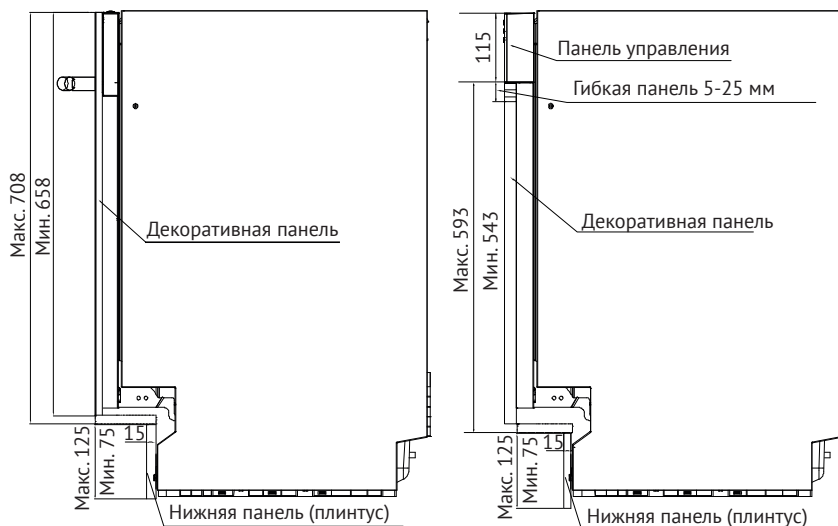 Макс. 708
Мин. 658
Декоративная панель
Макс. 125
Мин. 75
15
Нижняя панель (плинтус)
115
Панель управления
Гибкая панель 5-25 мм
Макс. 593
Мин. 543
Декоративная панель
Макс. 125
Мин. 75
15
Нижняя панель (плинтус)